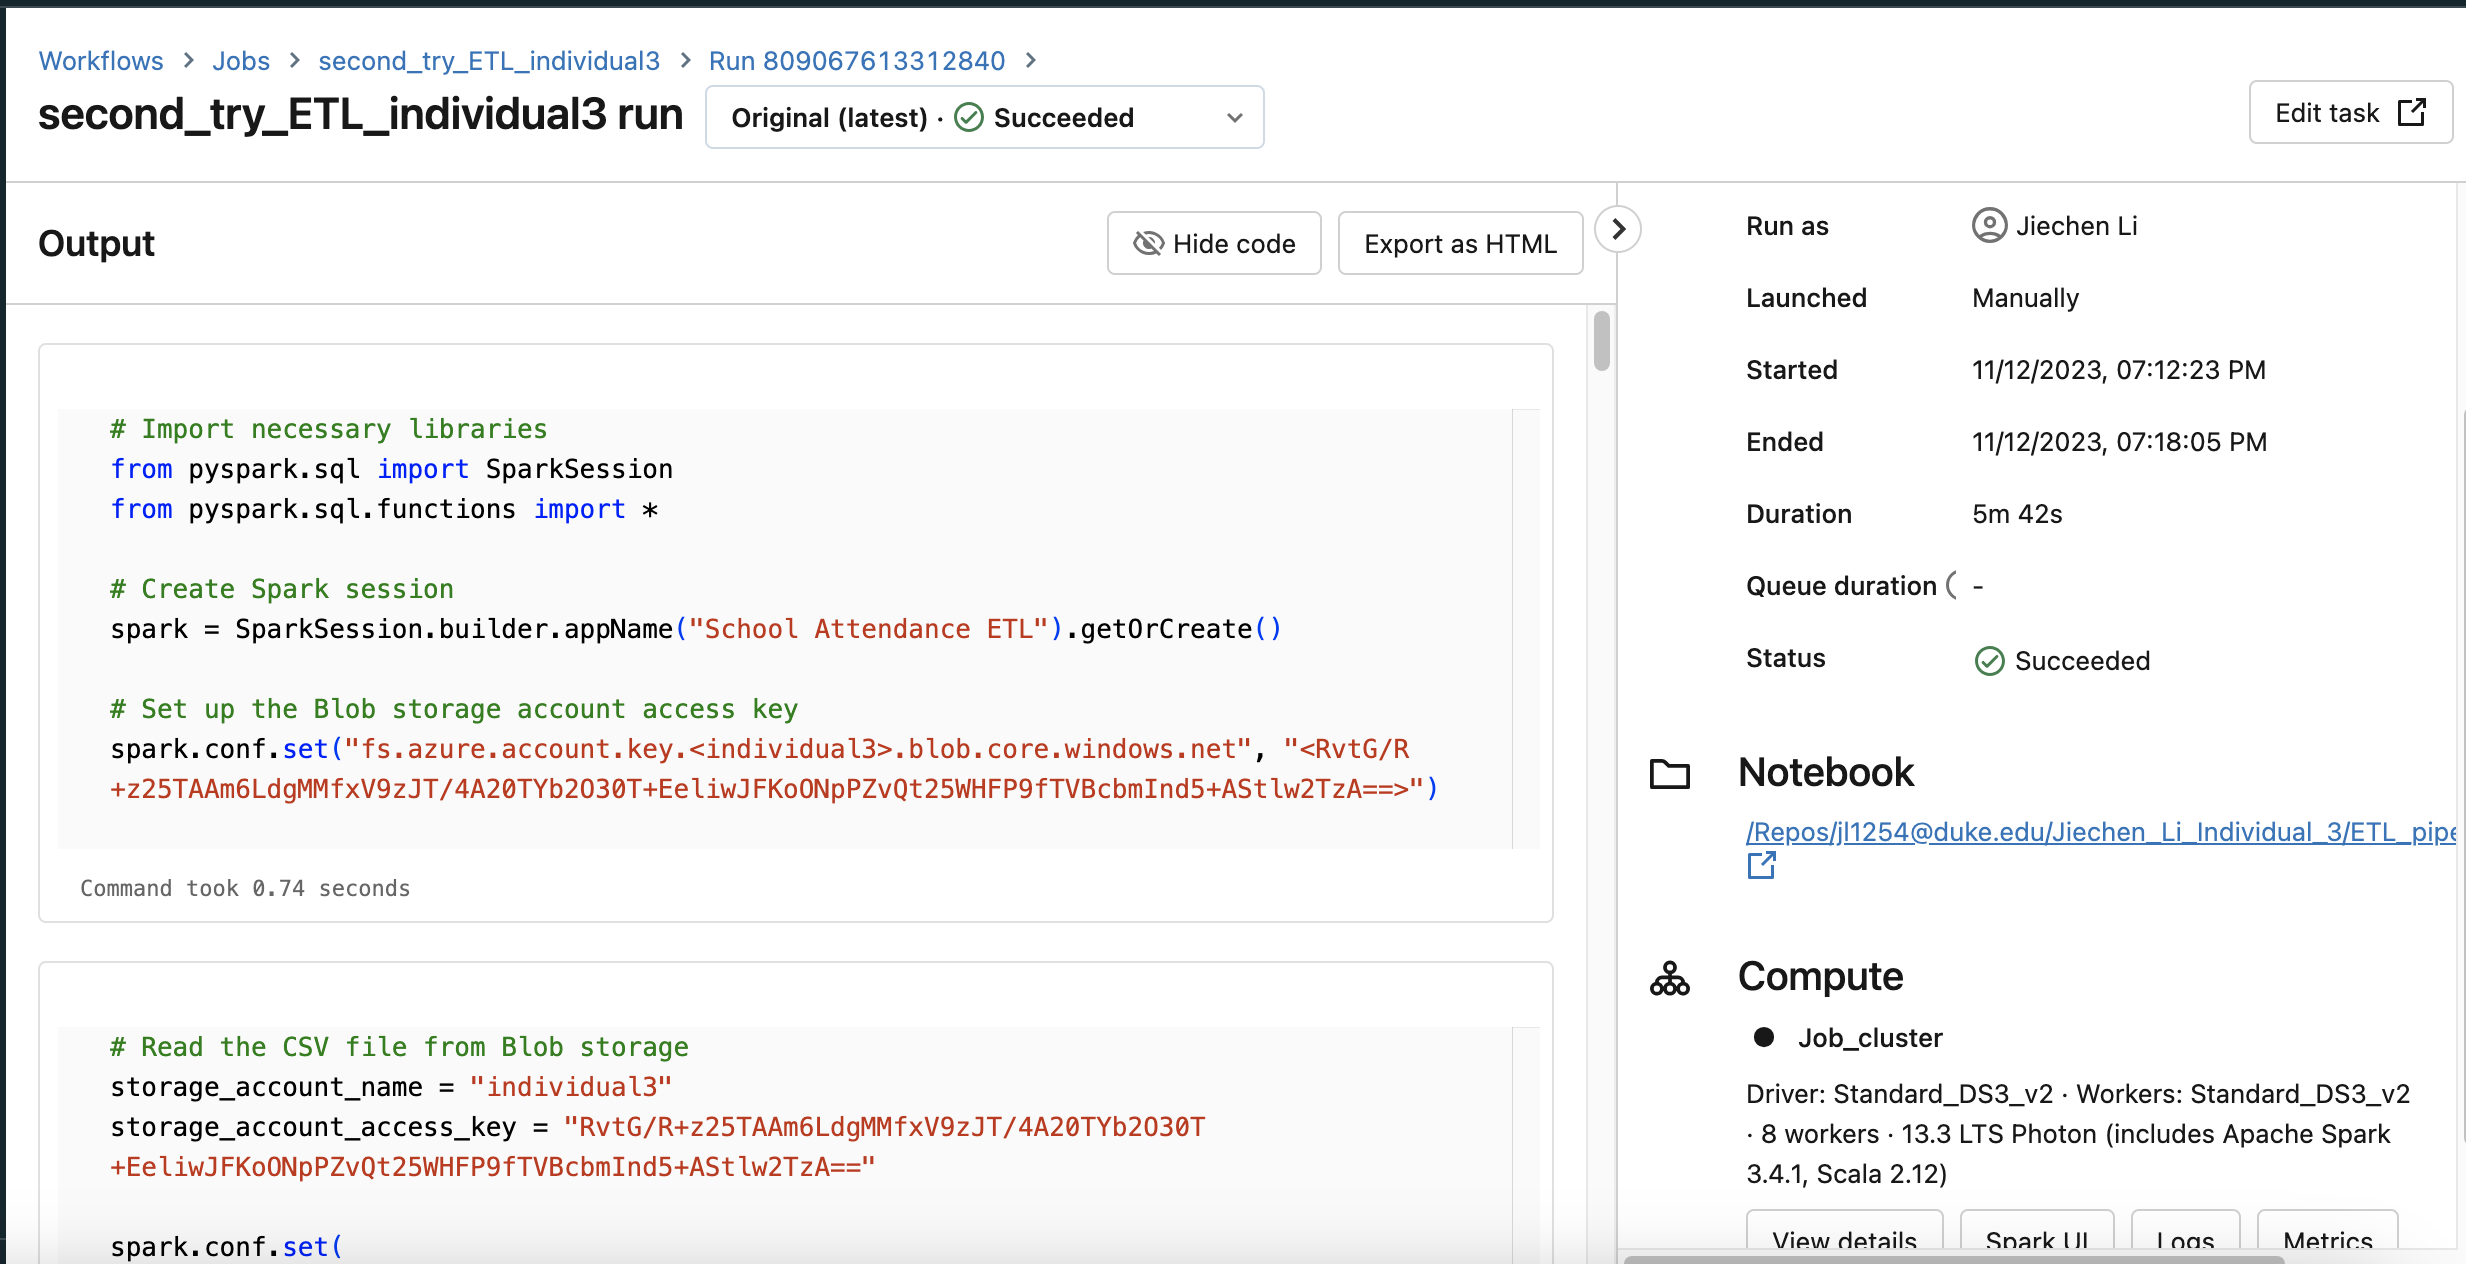 Workflows > Jobs > second_try_ETL_individual3 > Run 809067613312840 >
second_try_ETL_individual3 run
Original (latest) · Succeeded
Edit task
Output
Hide code
Export as HTML
# Import necessary libraries
from pyspark.sql import SparkSession
from pyspark.sql.functions import *
# Create Spark session
spark = SparkSession.builder.appName("School Attendance ETL").getOrCreate()
# Set up the Blob storage account access key
spark.conf.set("fs.azure.account.key.<individual3>.blob.core.windows.net", "<RvtG/R
+z25TAAm6LdgMMfxV9zJT/4A20TYb2O30T+EeliwJFKoONpPZvQt25WHFP9fTVBcbmInd5+AStlw2TzA==>")
Command took 0.74 seconds
# Read the CSV file from Blob storage
storage_account_name = "individual3"
storage_account_access_key = "RvtG/R+z25TAAm6LdgMMfxV9zJT/4A20TYb2O30T
+EeliwJFKoONpPZvQt25WHFP9fTVBcbmInd5+AStlw2TzA=="
spark.conf.set(
Run as Jiechen Li
Launched Manually
Started 11/12/2023, 07:12:23 PM
Ended 11/12/2023, 07:18:05 PM
Duration 5m 42s
Queue duration -
Status Succeeded
Notebook
/Repos/jl1254@duke.edu/Jiechen_Li_Individual_3/ETL_pipe
Compute
Job_cluster
Driver: Standard_DS3_v2 · Workers: Standard_DS3_v2
· 8 workers · 13.3 LTS Photon (includes Apache Spark
3.4.1, Scala 2.12)
View details
Spark UI
Logs
Metrics